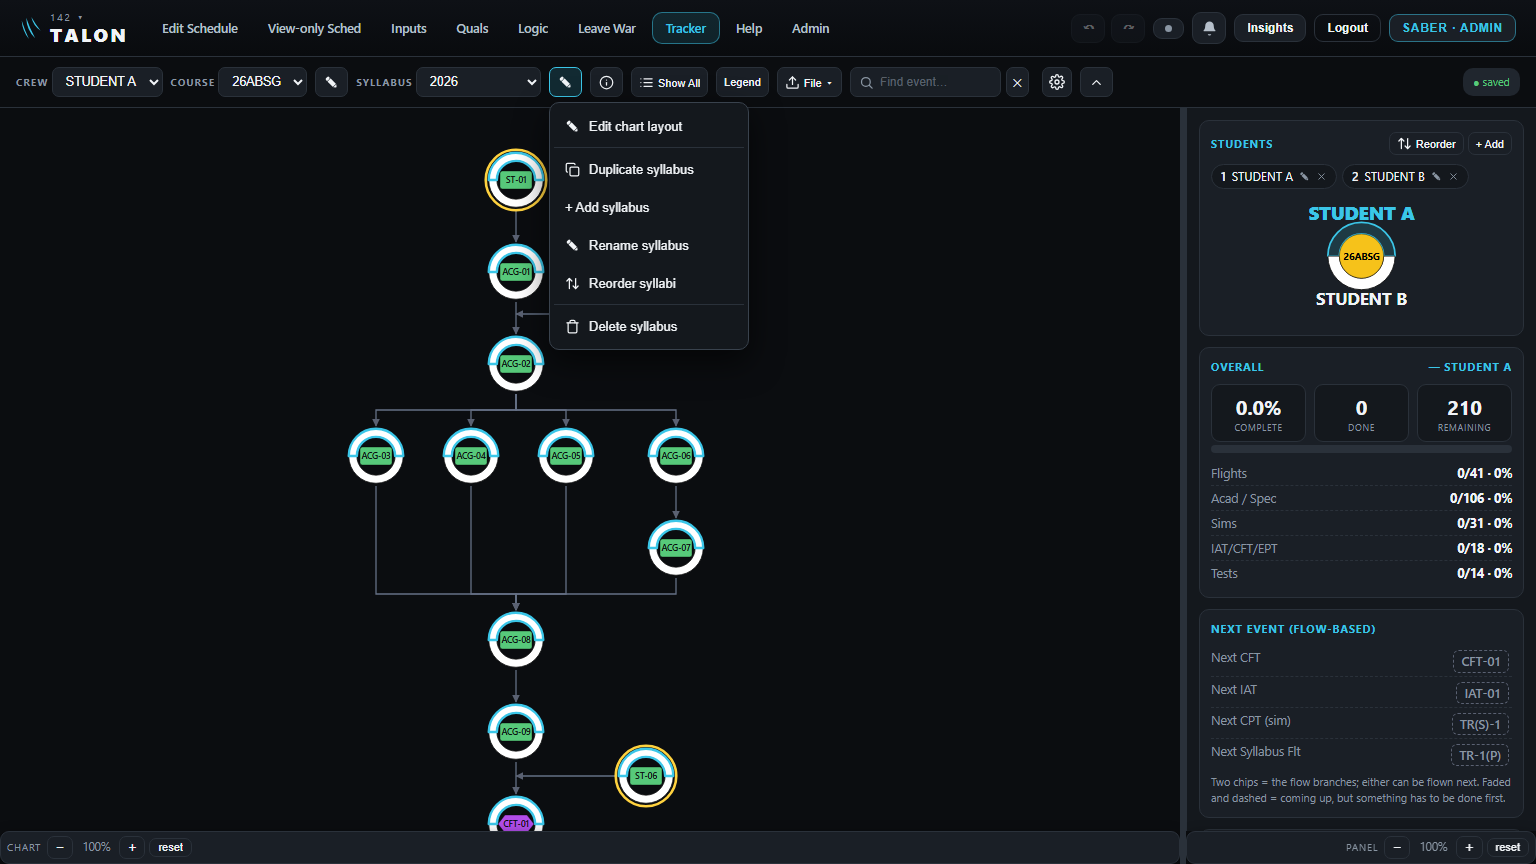 142
TALON
Edit Schedule
View-only Sched
Inputs
Quals
Logic
Leave War
Tracker
Help
Admin
Insights
Logout
SABER · ADMIN
CREW
STUDENT A
COURSE
26ABSG
SYLLABUS
2026
Show All
Legend
File
Find event...
saved
Edit chart layout
Duplicate syllabus
+ Add syllabus
Rename syllabus
Reorder syllabi
Delete syllabus
ST-01
ACG-01
ACG-02
ACG-03
ACG-04
ACG-05
ACG-06
ACG-07
ACG-08
ACG-09
ST-06
CFT-01
STUDENTS
Reorder
+ Add
1 STUDENT A
2 STUDENT B
STUDENT A
26ABSG
STUDENT B
OVERALL
— STUDENT A
0.0%
COMPLETE
0
DONE
210
REMAINING
Flights
0/41 · 0%
Acad / Spec
0/106 · 0%
Sims
0/31 · 0%
IAT/CFT/EPT
0/18 · 0%
Tests
0/14 · 0%
NEXT EVENT (FLOW-BASED)
Next CFT
CFT-01
Next IAT
IAT-01
Next CPT (sim)
TR(S)-1
Next Syllabus Flt
TR-1(P)
Two chips = the flow branches; either can be flown next. Faded
and dashed = coming up, but something has to be done first.
CHART
−
100%
+
reset
PANEL
−
100%
+
reset